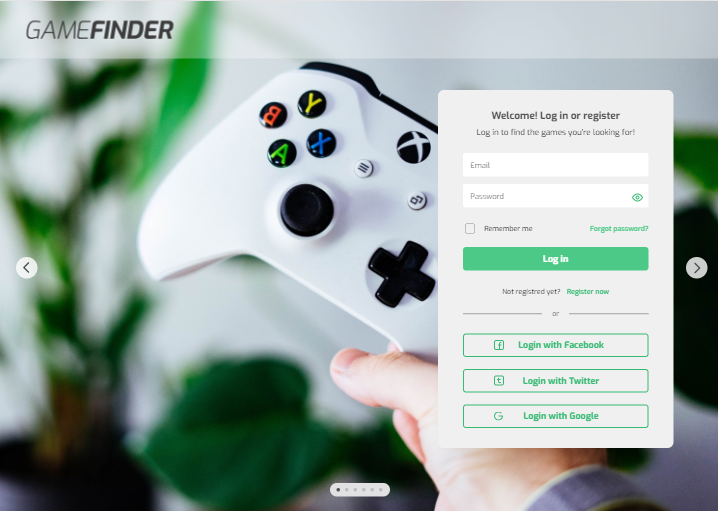 GAMEFINDER
B
Y
A
X
Welcome! Log in or register
Log in to find the games you're looking for!
Email
Password
Remember me
Forgot password?
Log in
Not registred yet? Register now
or
Login with Facebook
Login with Twitter
Login with Google